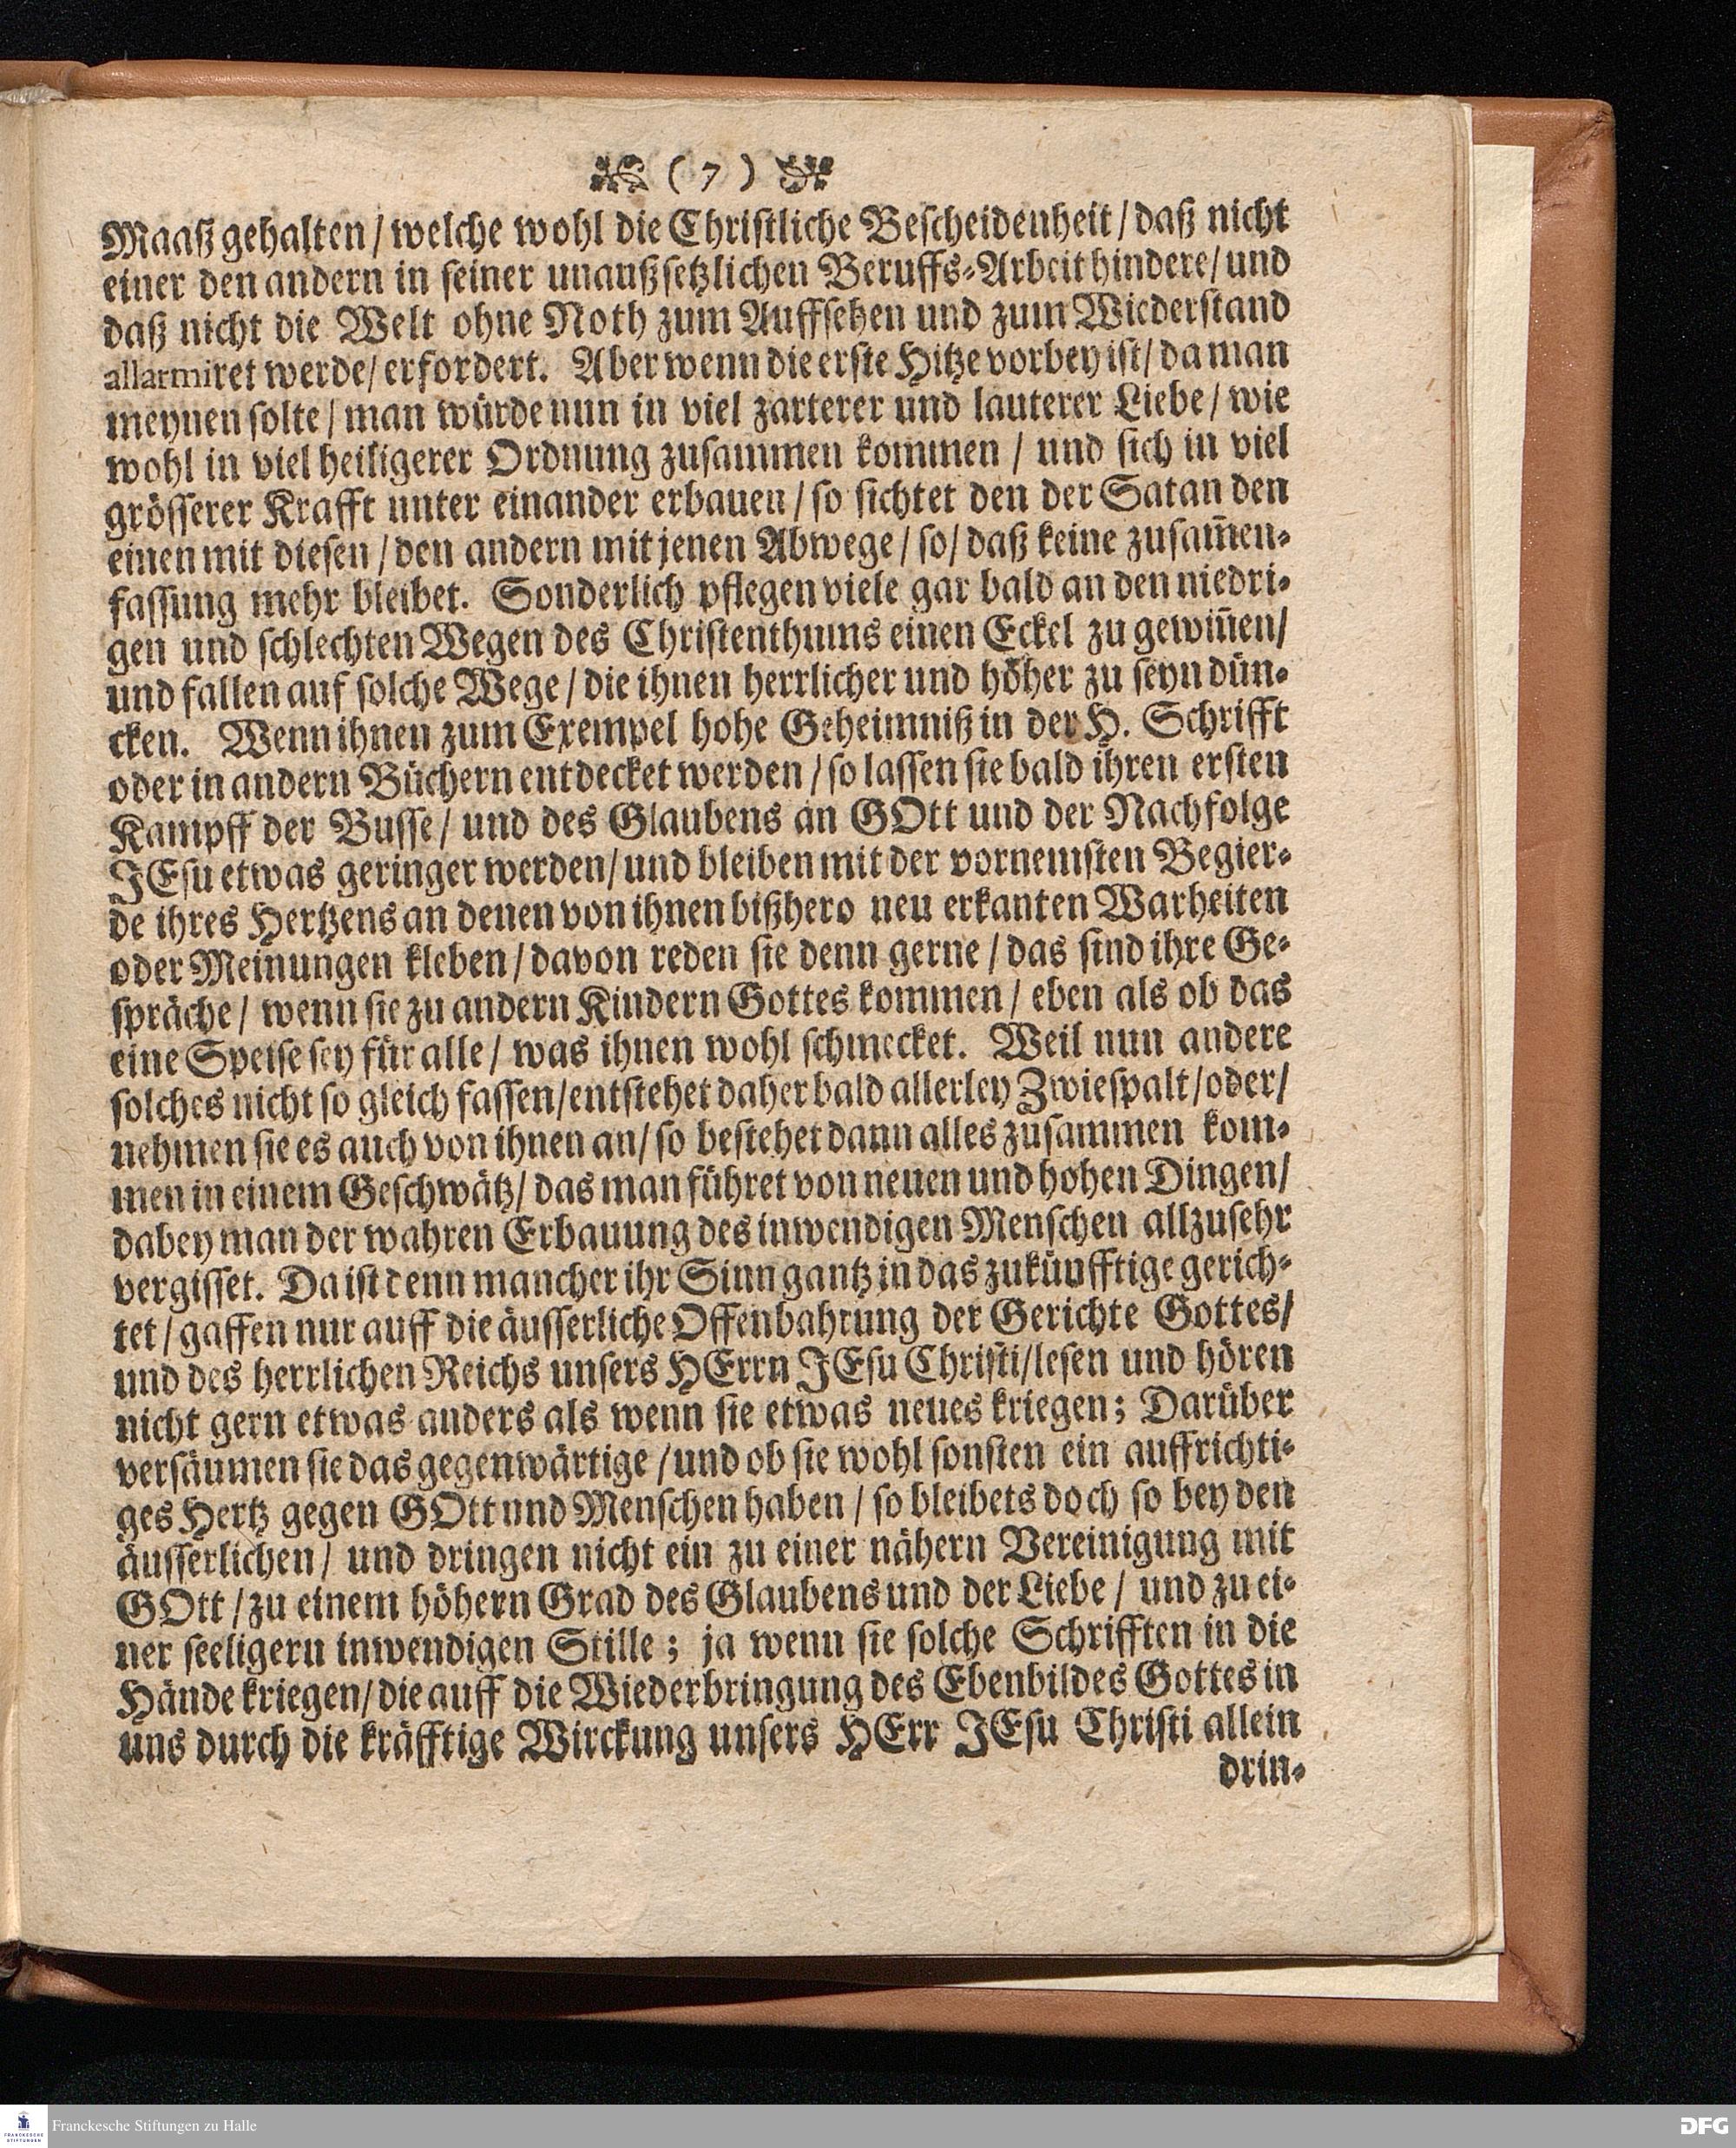 ( 7 )
Maaß gehalten / welche wohl die Chriſtliche Beſcheidenheit / daß nicht
einer den andern in ſeiner unaußſetzlichen Beruffs-Arbeit hindere / und
daß nicht die Welt ohne Noth zum Auffſehen und zum Wiederſtand
allarmiret werde / erfordert. Aber wenn die erſte Hitze vorbey iſt / da man
meynen ſolte / man würde nun in viel zarterer und lauterer Liebe / wie
wohl in viel heiligerer Ordnung zuſammen kommen / und ſich in viel
gröſſerer Krafft unter einander erbauen / ſo ſichtet den der Satan den
einen mit dieſen / den andern mit jenen Abwege / ſo / daß keine zuſam̃en-
faſſung mehr bleibet. Sonderlich pflegen viele gar bald an den niedri-
gen und ſchlechten Wegen des Chriſtenthums einen Eckel zu gewiñen /
und fallen auf ſolche Wege / die ihnen herrlicher und höher zu ſeyn dün-
cken. Wenn ihnen zum Exempel hohe Geheimniß in der H. Schrifft
oder in andern Büchern entdecket werden / ſo laſſen ſie bald ihren erſten
Kampff der Buſſe / und des Glaubens an GOtt und der Nachfolge
JEſu etwas geringer werden / und bleiben mit der vornemſten Begier-
de ihres Hertzens an denen von ihnen bißhero neu erkanten Warheiten
oder Meinungen kleben / davon reden ſie denn gerne / das ſind ihre Ge-
ſpräche / wenn ſie zu andern Kindern Gottes kommen / eben als ob das
eine Speiſe ſey für alle / was ihnen wohl ſchmecket. Weil nun andere
ſolches nicht ſo gleich faſſen / entſtehet daher bald allerley Zwieſpalt / oder /
nehmen ſie es auch von ihnen an / ſo beſtehet dann alles zuſammen kom-
men in einem Geſchwätz / das man führet von neuen und hohen Dingen /
dabey man der wahren Erbauung des inwendigen Menſchen allzuſehr
vergiſſet. Da iſt denn mancher ihr Sinn gantz in das zukünfftige gerich-
tet / gaffen nur auff die äuſſerliche Offenbahrung der Gerichte Gottes /
und des herrlichen Reichs unſers HErrn JEſu Chriſti / leſen und hören
nicht gern etwas anders als wenn ſie etwas neues kriegen; Darüber
verſäumen ſie das gegenwärtige / und ob ſie wohl ſonſten ein auffrichti-
ges Hertz gegen GOtt und Menſchen haben / ſo bleibets doch ſo bey den
äuſſerlichen / und dringen nicht ein zu einer nähern Vereinigung mit
GOtt / zu einem höhern Grad des Glaubens und der Liebe / und zu ei-
ner ſeeligern inwendigen Stille; ja wenn ſie ſolche Schrifften in die
Hände kriegen / die auff die Wiederbringung des Ebenbildes Gottes in
uns durch die kräfftige Wirckung unſers HErr JEſu Chriſti allein
drin-
FRANCKESCHE STIFTUNGEN
Franckesche Stiftungen zu Halle
DFG